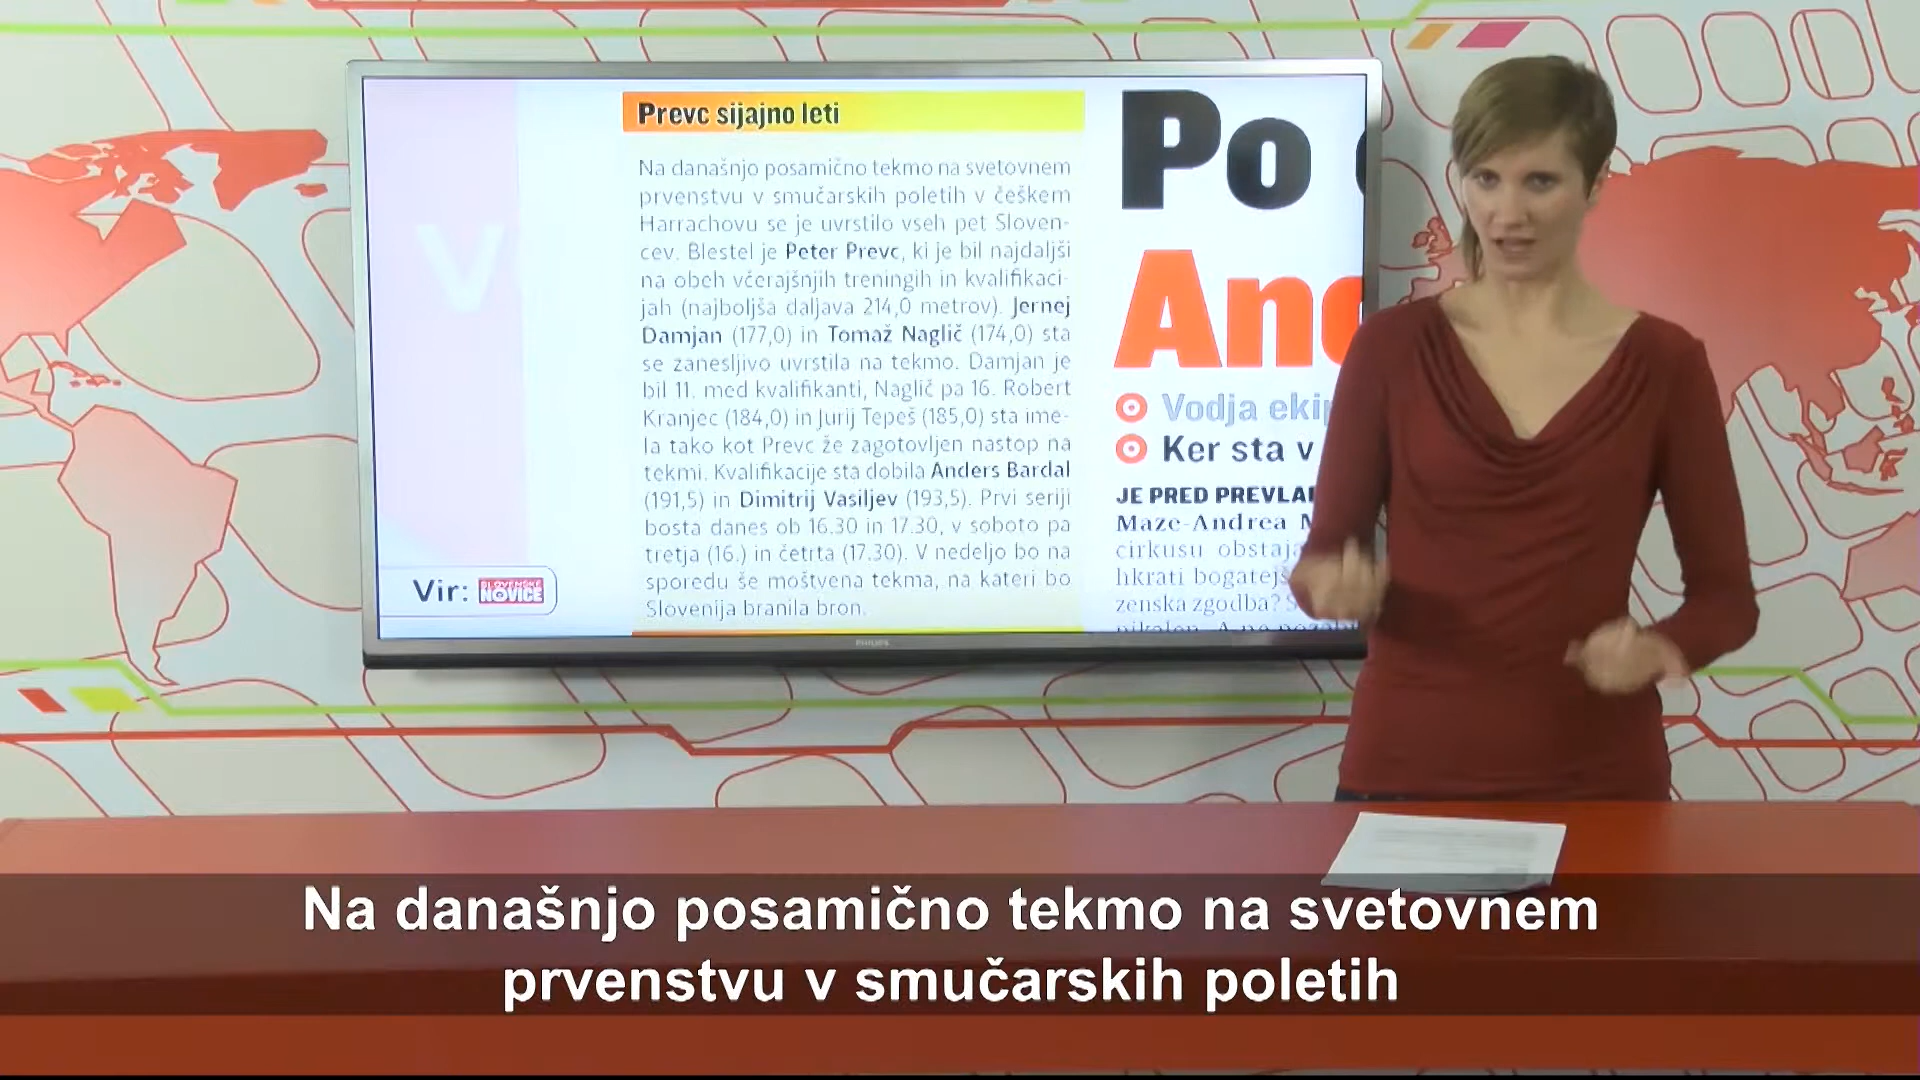 Prevc sijajno leti
Na današnjo posamično tekmo na svetovnem
prvenstvu v smučarskih poletih v češkem
Harrachovu se je uvrstilo vseh pet Sloven-
cev. Blestel je Peter Prevc, ki je bil najdaljši
na obeh včerajšnjih treningih in kvalifikaci-
jah (najboljša daljava 214,0 metrov). Jernej
Damjan (177,0) in Tomaž Naglič (174,0) sta
se zanesljivo uvrstila na tekmo. Damjan je
bil 11. med kvalifikanti, Naglič pa 16. Robert
Kranjec (184,0) in Jurij Tepeš (185,0) sta ime-
la tako kot Prevc že zagotovljen nastop na
tekmi. Kvalifikacije sta dobila Anders Bardal
(191,5) in Dimitrij Vasiljev (193,5). Prvi seriji
bosta danes ob 16.30 in 17.30, v soboto pa
tretja (16.) in četrta (17.30). V nedeljo bo na
sporedu še moštvena tekma, na kateri bo
Slovenija branila bron.
Po
And
Vodja ekip
Ker sta v
JE PRED PREVLA
Maze-Andrea M
cirkusu obstaja
hkrati bogatejš
zenska zgodba? S
V
Vir: SLOVENSKE NOVICE
PHILIPS
Na današnjo posamično tekmo na svetovnem
prvenstvu v smučarskih poletih